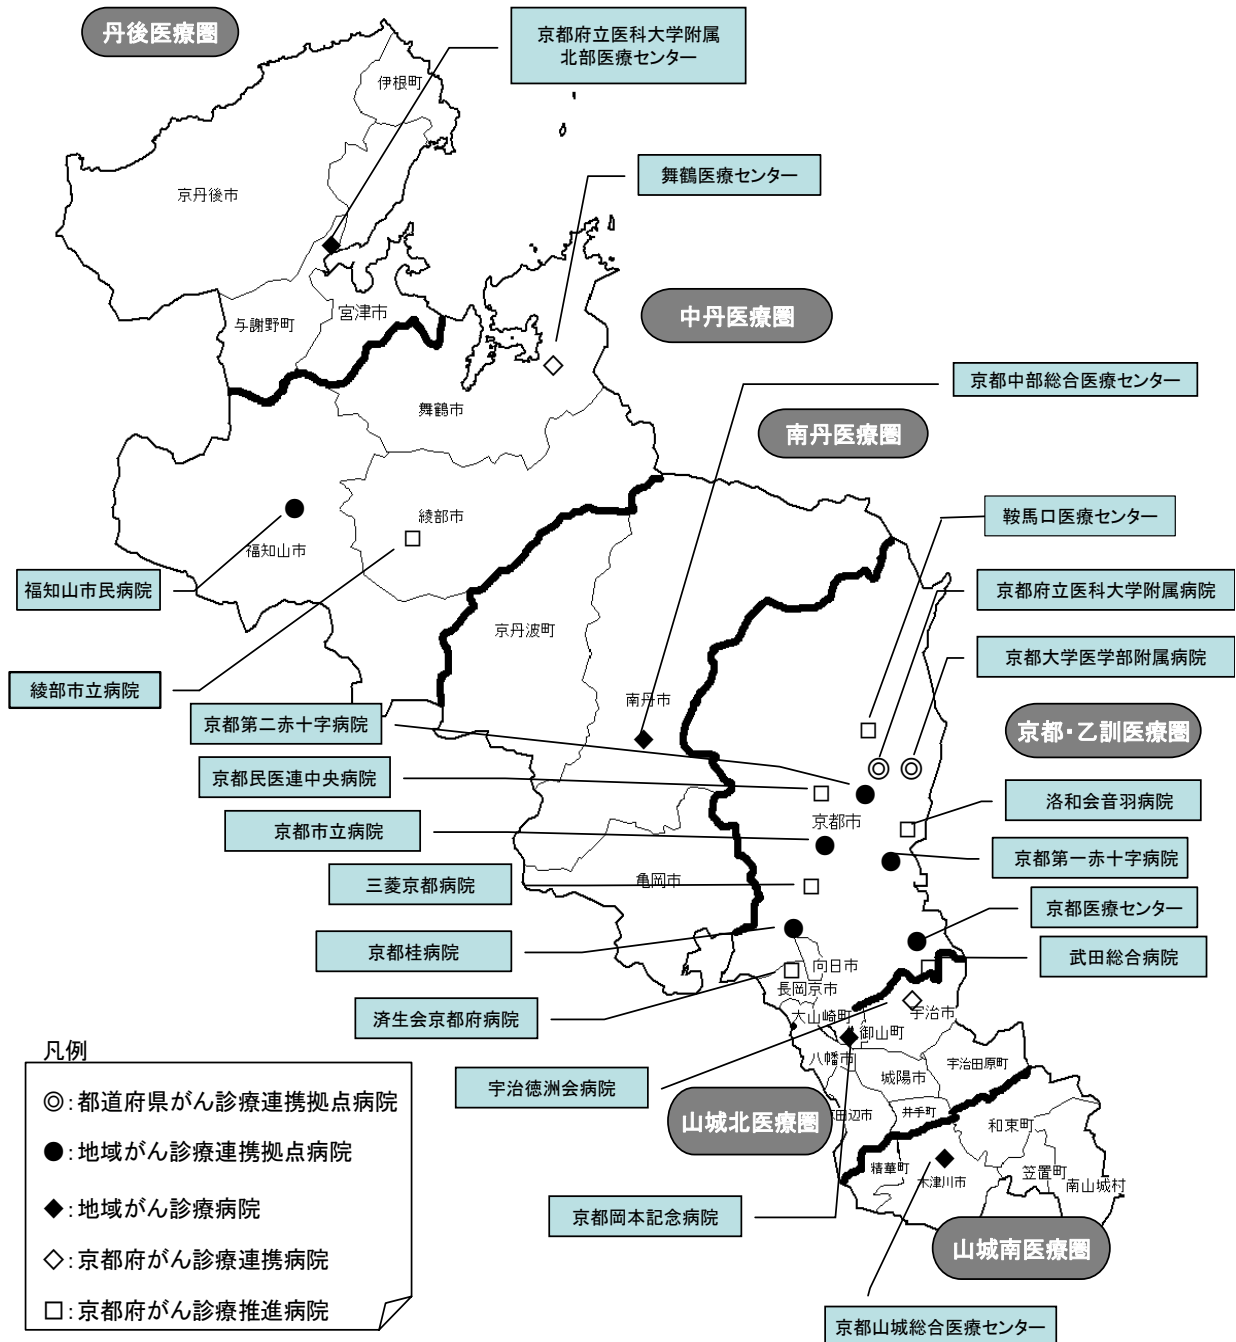 丹後医療圏
京都府立医科大学附属
北部医療センター
伊根町
舞鶴医療センター
京丹後市
中丹医療圏
与謝野町
宮津市
京都中部総合医療センター
舞鶴市
南丹医療圏
鞍馬口医療センター
綾部市
福知山市
福知山市民病院
京都府立医科大学附属病院
京丹波町
京都大学医学部附属病院
綾部市立病院
南丹市
京都第二赤十字病院
京都・乙訓医療圏
京都民医連中央病院
洛和会音羽病院
京都市立病院
京都市
京都第一赤十字病院
三菱京都病院
亀岡市
京都医療センター
京都桂病院
武田総合病院
向日市
長岡京市
済生会京都府病院
大山崎町
宇治市
御山町
八幡市
宇治田原町
城陽市
宇治徳洲会病院
山城北医療圏
田辺市
井手町
和束町
精華町
木津川市
笠置町
南山城村
京都岡本記念病院
山城南医療圏
京都山城総合医療センター
凡例
◎：都道府県がん診療連携拠点病院
●：地域がん診療連携拠点病院
◆：地域がん診療病院
◇：京都府がん診療連携病院
□：京都府がん診療推進病院